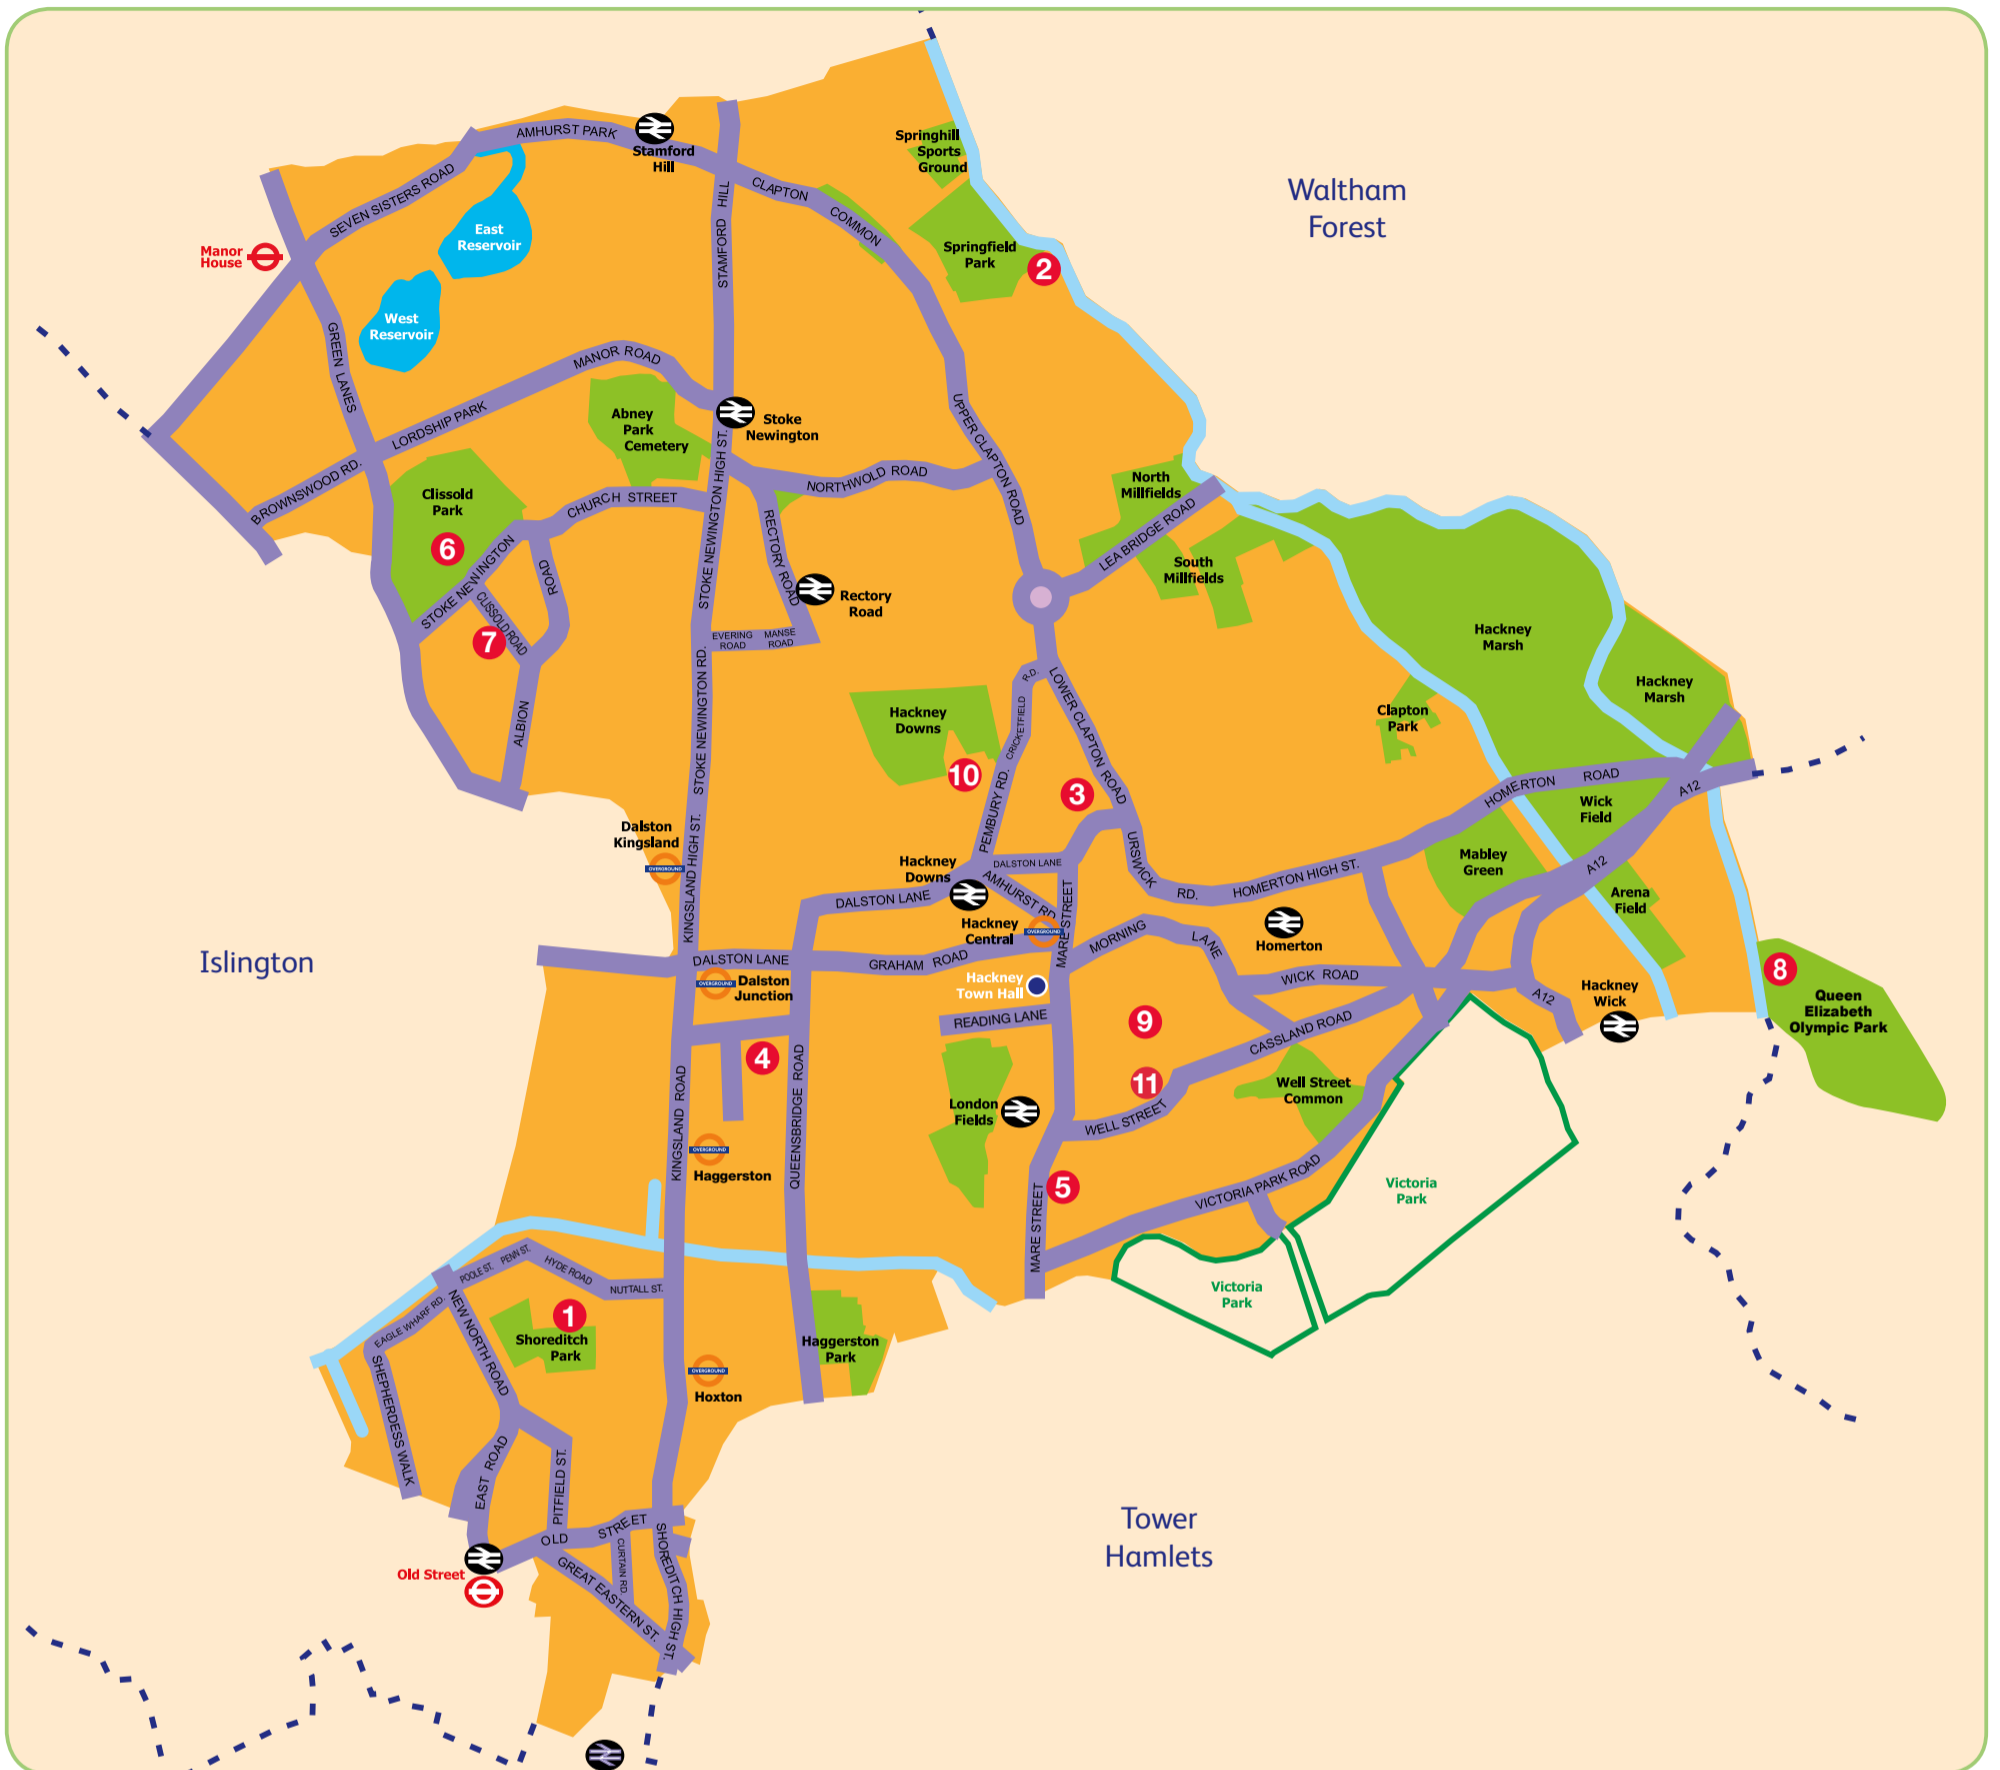 Waltham
Forest
Springhill
Sports
Ground
AMHURST PARK
Stamford
Hill
SEVEN SISTERS ROAD
CLAPTON
COMMON
STAMFORD HILL
Manor
House
East
Reservoir
Springfield
Park
2
West
Reservoir
GREEN LANES
MANOR ROAD
LORDSHIP PARK
BROWNSWOOD RD.
Abney
Park
Cemetery
Stoke
Newington
UPPER CLAPTON ROAD
NORTHWOLD ROAD
Clissold
Park
6
CHURCH STREET
STOKE NEWINGTON
ROAD
CLISSOLD ROAD
7
ALBION
STOKE NEWINGTON HIGH ST.
RECTORY ROAD
Rectory
Road
EVERING
ROAD
MANSE
ROAD
STOKE NEWINGTON RD.
North
Millfields
LEA BRIDGE ROAD
South
Millfields
Hackney
Marsh
Hackney
Marsh
Clapton
Park
R.D.
CRICKETFIELD
LOWER CLAPTON ROAD
Hackney
Downs
10
3
PEMBURY RD.
HOMERTON ROAD
A12
Wick
Field
Mabley
Green
A12
Arena
Field
Dalston
Kingsland
OVERGROUND
KINGSLAND HIGH ST.
Hackney
Downs
DALSTON LANE
AMHURST RD.
DALSTON LANE
URSWICK
RD.
HOMERTON HIGH ST.
Hackney
Central
OVERGROUND
MARE STREET
MORNING
LANE
Homerton
Islington
DALSTON LANE
GRAHAM ROAD
OVERGROUND
Dalston
Junction
Hackney
Town Hall
WICK ROAD
A12
Hackney
Wick
8
Queen
Elizabeth
Olympic Park
READING LANE
9
CASSLAND ROAD
4
11
Well Street
Common
London
Fields
WELL STREET
KINGSLAND ROAD
QUEENSBRIDGE ROAD
OVERGROUND
Haggerston
5
MARE STREET
VICTORIA PARK ROAD
Victoria
Park
Victoria
Park
POOLE ST.
PENN ST.
HYDE ROAD
NUTTALL ST.
EAGLE WHARF RD.
NEW NORTH ROAD
1
Shoreditch
Park
Haggerston
Park
SHEPHERDESS WALK
OVERGROUND
Hoxton
EAST ROAD
PITFIELD ST.
OLD
STREET
CURTAIN RD.
SHOREDITCH HIGH ST.
GREAT EASTERN ST.
Old Street
Tower
Hamlets